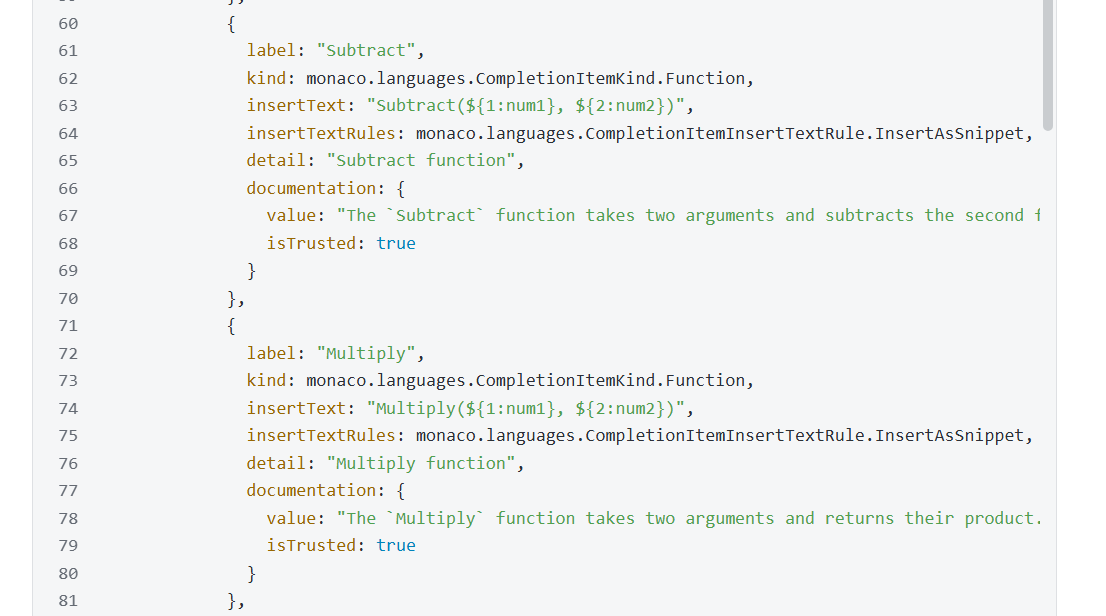 60 {
61 label: "Subtract",
62 kind: monaco.languages.CompletionItemKind.Function,
63 insertText: "Subtract(${1:num1}, ${2:num2})",
64 insertTextRules: monaco.languages.CompletionItemInsertTextRule.InsertAsSnippet,
65 detail: "Subtract function",
66 documentation: {
67 value: "The `Subtract` function takes two arguments and subtracts the second
68 isTrusted: true
69 }
70 },
71 {
72 label: "Multiply",
73 kind: monaco.languages.CompletionItemKind.Function,
74 insertText: "Multiply(${1:num1}, ${2:num2})",
75 insertTextRules: monaco.languages.CompletionItemInsertTextRule.InsertAsSnippet,
76 detail: "Multiply function",
77 documentation: {
78 value: "The `Multiply` function takes two arguments and returns their product.
79 isTrusted: true
80 }
81 },